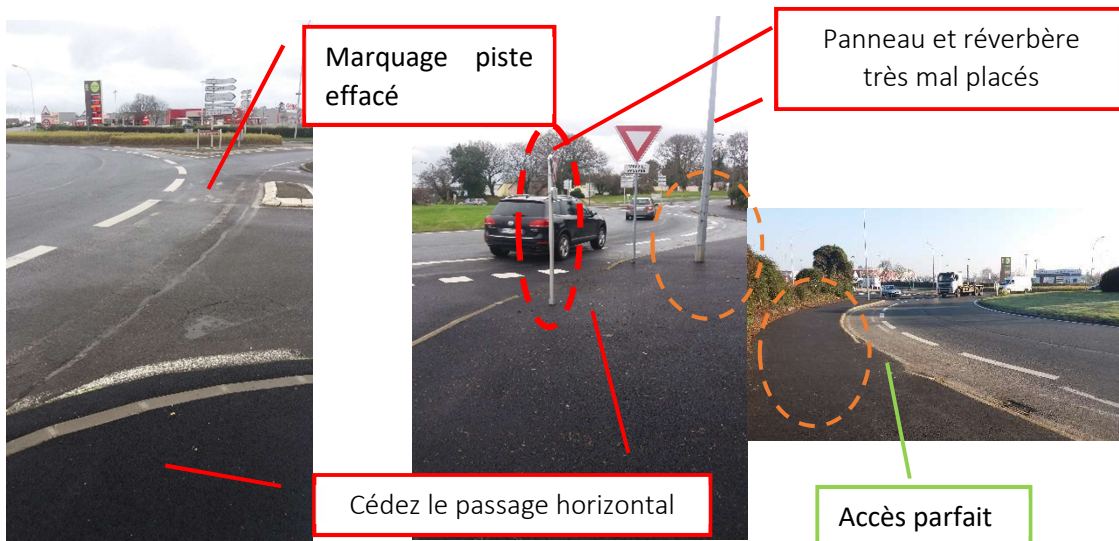 Marquage piste
effacé
Panneau et réverbère
très mal placés
Cédez le passage horizontal
Accès parfait